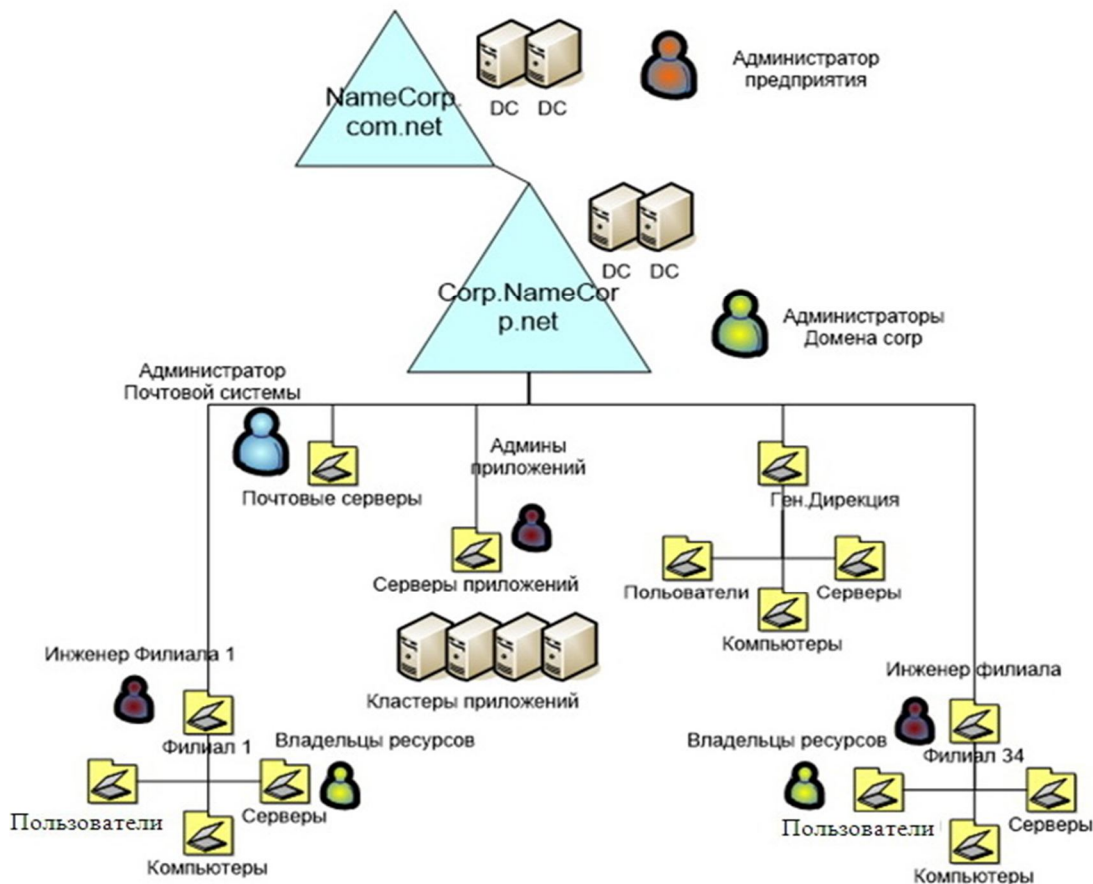 NameCorp.
com.net
DC DC
Администратор
предприятия
Corp.NameCor
p.net
DC DC
Администраторы
Домена corp
Администратор
Почтовой системы
Почтовые серверы
Админы
приложений
Серверы приложений
Кластеры приложений
Ген.Дирекция
Польователи
Серверы
Компьютеры
Инженер Филиала 1
Филиал 1
Владельцы ресурсов
Пользователи
Серверы
Компьютеры
Инженер филиала
Владельцы ресурсов
Филиал 34
Пользователи
Серверы
Компьютеры